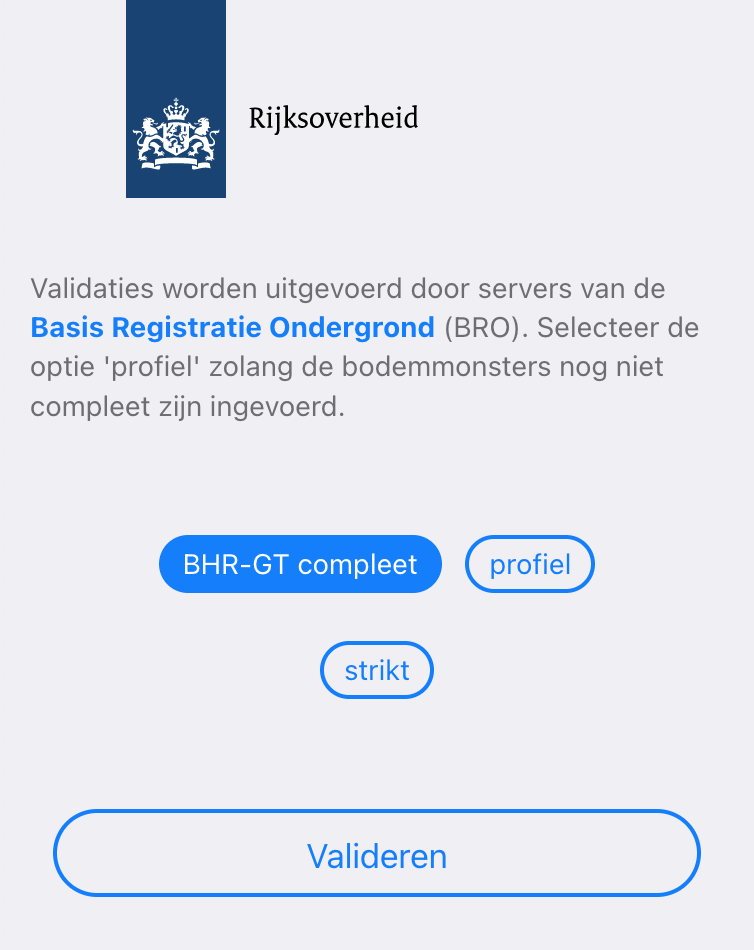 Rijksoverheid
Validaties worden uitgevoerd door servers van de
Basis Registratie Ondergrond (BRO). Selecteer de
optie 'profiel' zolang de bodemmonsters nog niet
compleet zijn ingevoerd.
BHR-GT compleet
profiel
strikt
Valideren